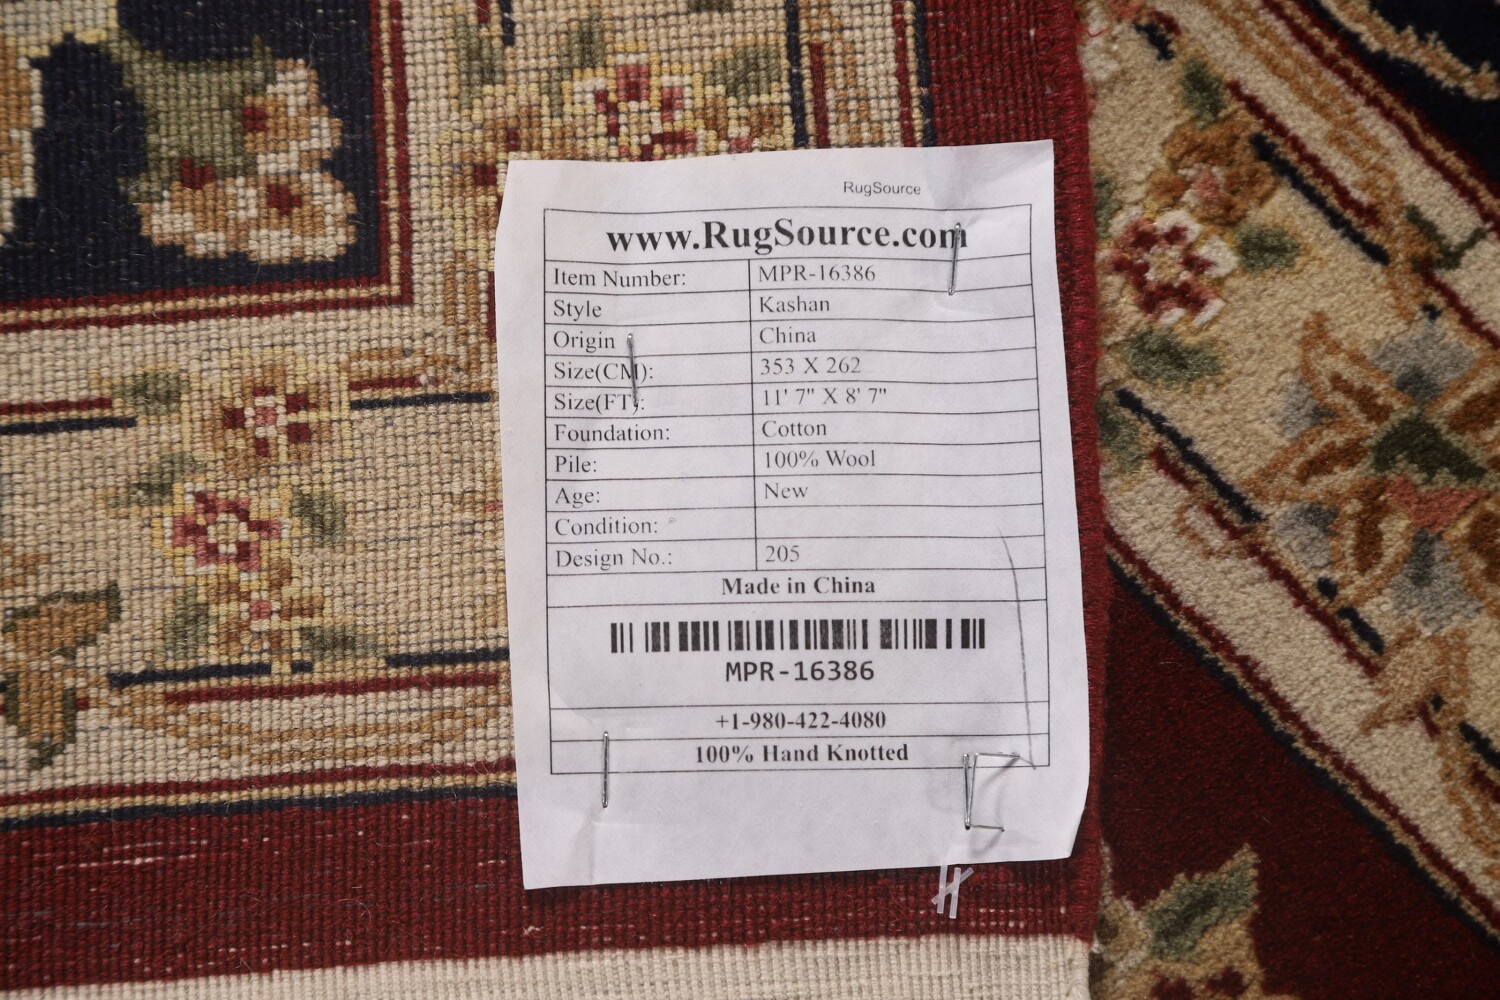 RugSource
www.RugSource.com
Item Number: MPR-16386
Style Kashan
Origin China
Size(CM): 353 X 262
Size(FT): 11' 7" X 8' 7"
Foundation: Cotton
Pile: 100% Wool
Age: New
Condition:
Design No.: 205
Made in China
MPR-16386
+1-980-422-4080
100% Hand Knotted